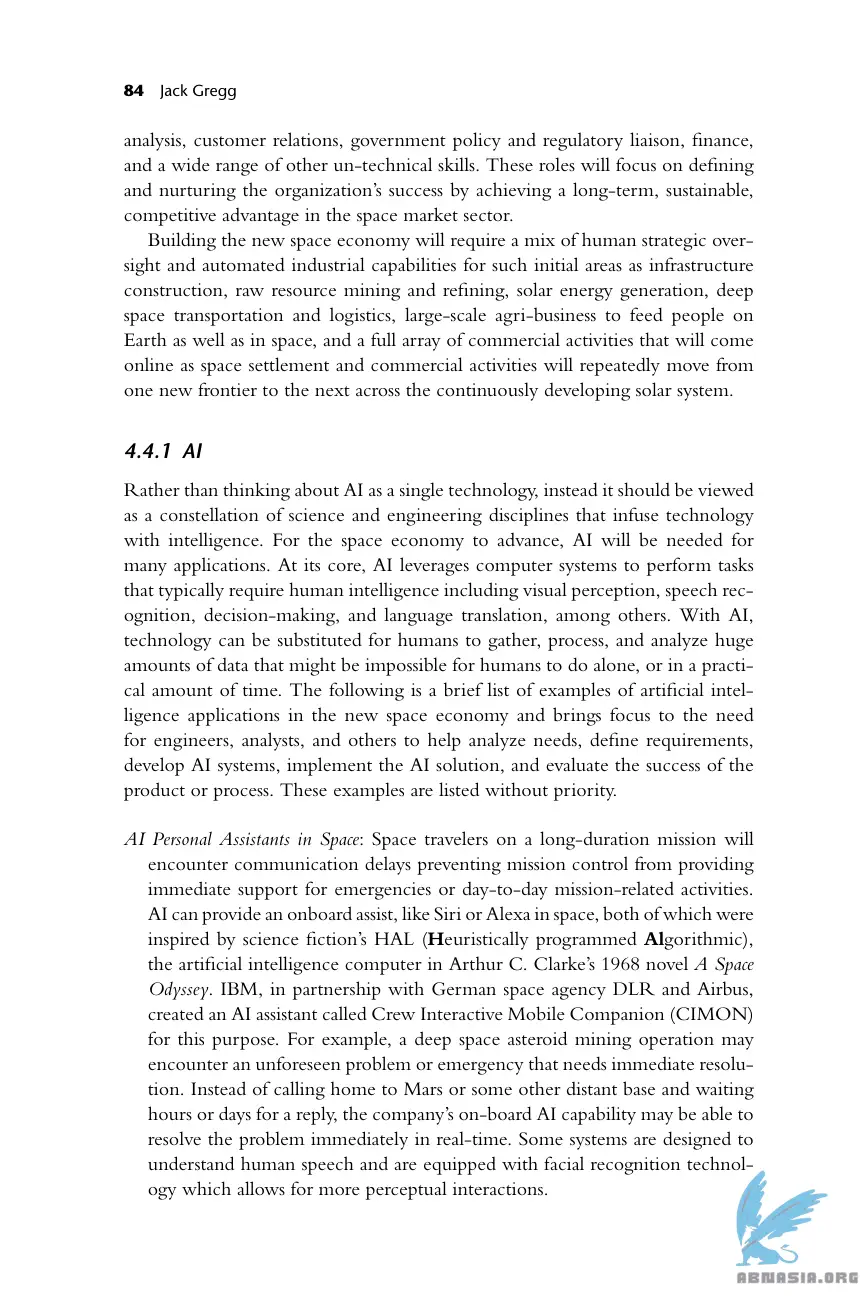 84 Jack Gregg
analysis, customer relations, government policy and regulatory liaison, finance,
and a wide range of other un-technical skills. These roles will focus on defining
and nurturing the organization’s success by achieving a long-term, sustainable,
competitive advantage in the space market sector.
Building the new space economy will require a mix of human strategic over-
sight and automated industrial capabilities for such initial areas as infrastructure
construction, raw resource mining and refining, solar energy generation, deep
space transportation and logistics, large-scale agri-business to feed people on
Earth as well as in space, and a full array of commercial activities that will come
online as space settlement and commercial activities will repeatedly move from
one new frontier to the next across the continuously developing solar system.
4.4.1 AI
Rather than thinking about AI as a single technology, instead it should be viewed
as a constellation of science and engineering disciplines that infuse technology
with intelligence. For the space economy to advance, AI will be needed for
many applications. At its core, AI leverages computer systems to perform tasks
that typically require human intelligence including visual perception, speech rec-
ognition, decision-making, and language translation, among others. With AI,
technology can be substituted for humans to gather, process, and analyze huge
amounts of data that might be impossible for humans to do alone, or in a practi-
cal amount of time. The following is a brief list of examples of artificial intel-
ligence applications in the new space economy and brings focus to the need
for engineers, analysts, and others to help analyze needs, define requirements,
develop AI systems, implement the AI solution, and evaluate the success of the
product or process. These examples are listed without priority.
AI Personal Assistants in Space: Space travelers on a long-duration mission will
encounter communication delays preventing mission control from providing
immediate support for emergencies or day-to-day mission-related activities.
AI can provide an onboard assist, like Siri or Alexa in space, both of which were
inspired by science fiction’s HAL (Heuristically programmed Algorithmic),
the artificial intelligence computer in Arthur C. Clarke’s 1968 novel A Space
Odyssey. IBM, in partnership with German space agency DLR and Airbus,
created an AI assistant called Crew Interactive Mobile Companion (CIMON)
for this purpose. For example, a deep space asteroid mining operation may
encounter an unforeseen problem or emergency that needs immediate resolu-
tion. Instead of calling home to Mars or some other distant base and waiting
hours or days for a reply, the company’s on-board AI capability may be able to
resolve the problem immediately in real-time. Some systems are designed to
understand human speech and are equipped with facial recognition technol-
ogy which allows for more perceptual interactions.
ABNASIA.ORG